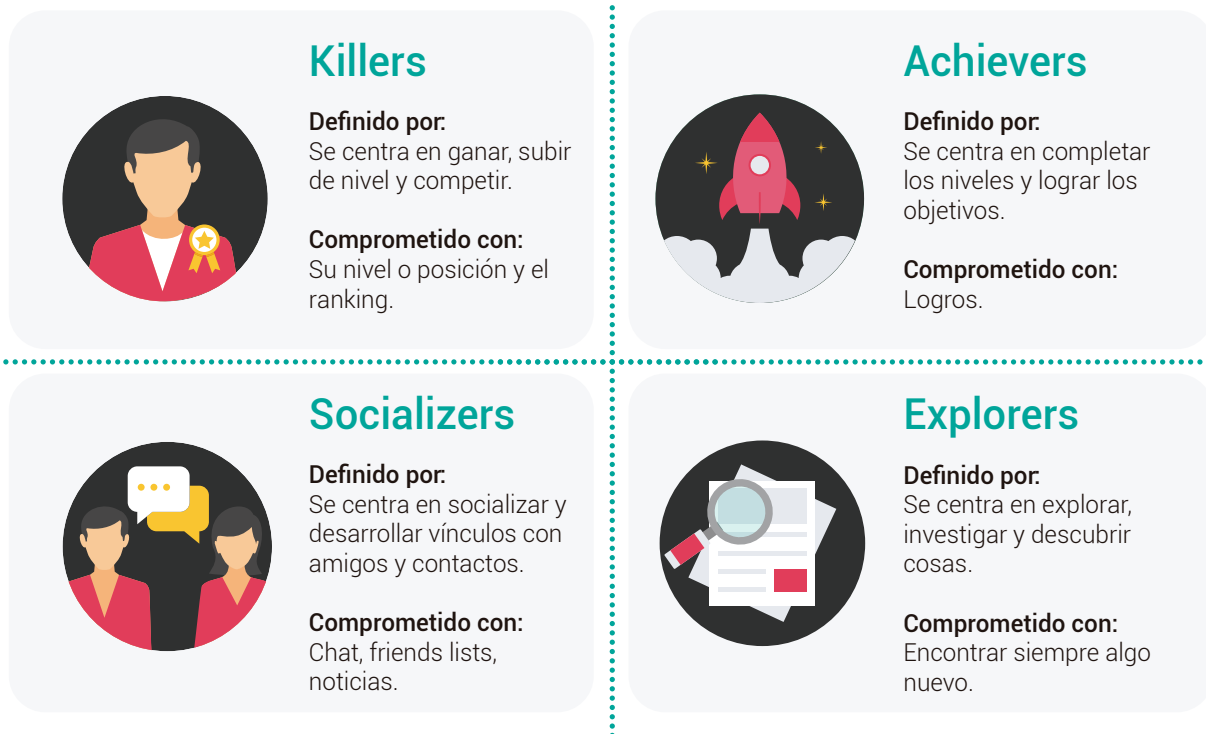 Killers
Definido por:
Se centra en ganar, subir
de nivel y competir.
Comprometido con:
Su nivel o posición y el
ranking.
Achievers
Definido por:
Se centra en completar
los niveles y lograr los
objetivos.
Comprometido con:
Logros.
Socializers
Definido por:
Se centra en socializar y
desarrollar vínculos con
amigos y contactos.
Comprometido con:
Chat, friends lists,
noticias.
Explorers
Definido por:
Se centra en explorar,
investigar y descubrir
cosas.
Comprometido con:
Encontrar siempre algo
nuevo.